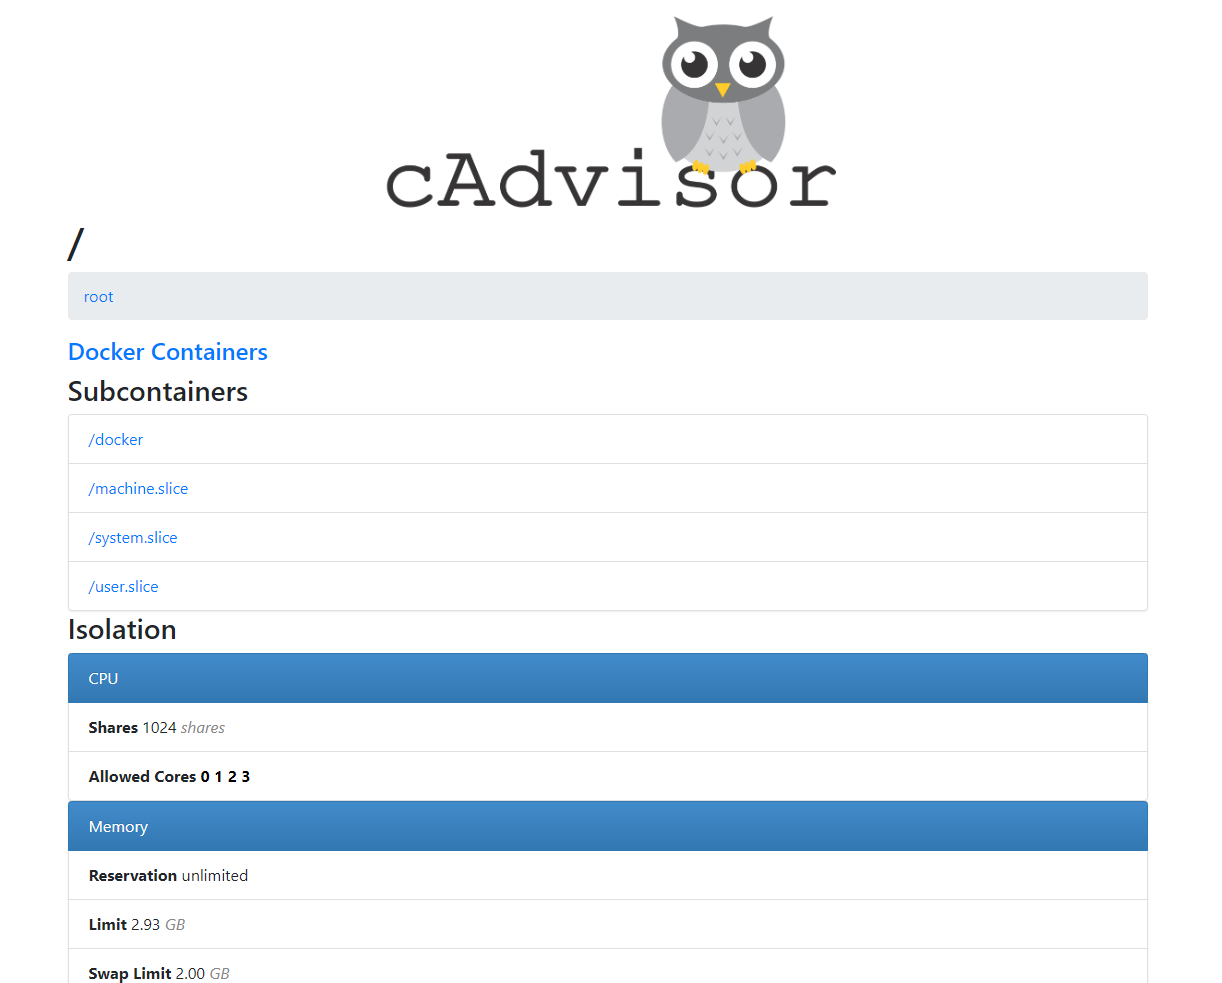 cAdvisor
/
root
Docker Containers
Subcontainers
/docker
/machine.slice
/system.slice
/user.slice
Isolation
CPU
Shares 1024 shares
Allowed Cores 0 1 2 3
Memory
Reservation unlimited
Limit 2.93 GB
Swap Limit 2.00 GB